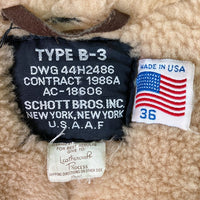 TYPE B-3
DWG 44H2486
CONTRACT 1986A
AC-18606
SCHOTT BROS. INC.
NEW YORK, NEW YORK
U.S.A.A.F
MADE IN USA
36
Leathercraft
Process